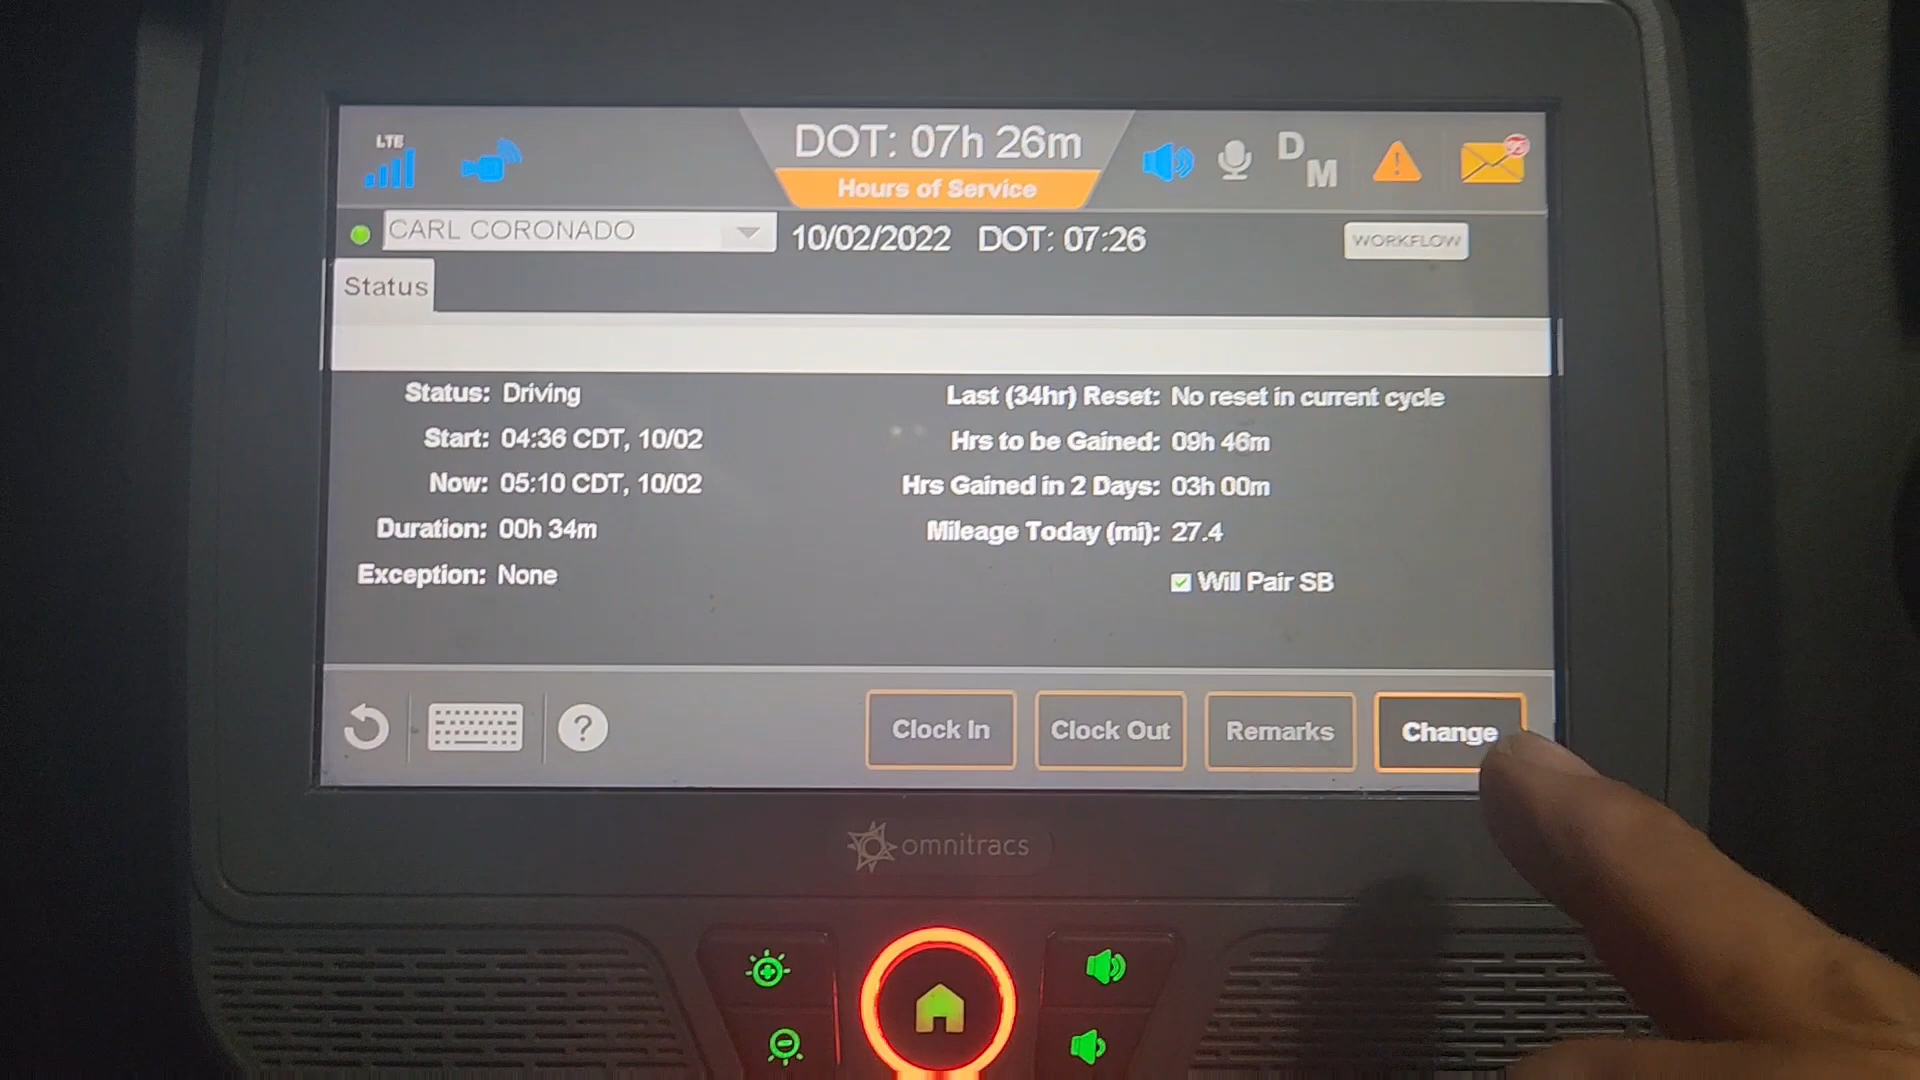 LTE
DOT: 07h 26m
D
M
95
Hours of Service
CARL CORONADO
10/02/2022 DOT: 07:26
WORKFLOW
Status
Status: Driving
Start: 04:36 CDT, 10/02
Now: 05:10 CDT, 10/02
Duration: 00h 34m
Exception: None
Last (34hr) Reset: No reset in current cycle
Hrs to be Gained: 09h 46m
Hrs Gained in 2 Days: 03h 00m
Mileage Today (mi): 27.4
Will Pair SB
?
Clock In
Clock Out
Remarks
Change
omnitracs